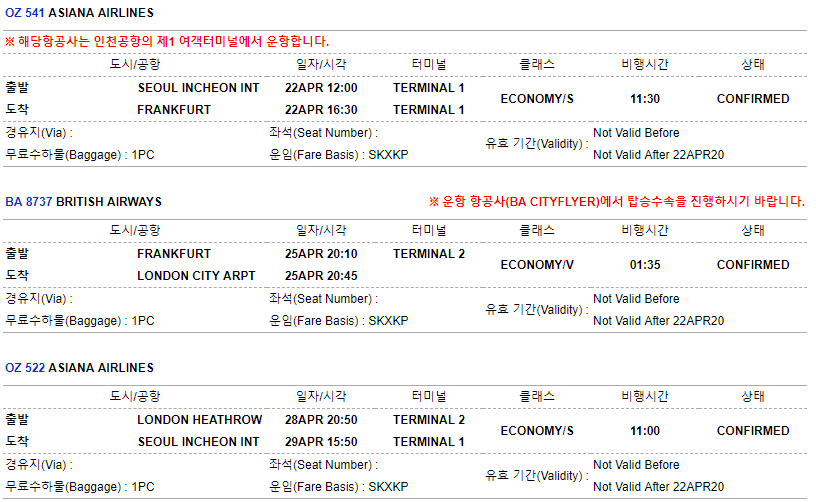 OZ 541 ASIANA AIRLINES
※ 해당항공사는 인천공항의 제1 여객터미널에서 운항합니다.
도시/공항 일자/시각 터미널 클래스 비행시간 상태
출발 SEOUL INCHEON INT 22APR 12:00 TERMINAL 1 ECONOMY/S 11:30 CONFIRMED
도착 FRANKFURT 22APR 16:30 TERMINAL 1
경유지(Via) : 좌석(Seat Number) : 유효 기간(Validity) : Not Valid Before
무료수하물(Baggage) : 1PC 운임(Fare Basis) : SKXKP Not Valid After 22APR20
BA 8737 BRITISH AIRWAYS ※ 운항 항공사(BA CITYFLYER)에서 탑승수속을 진행하시기 바랍니다.
도시/공항 일자/시각 터미널 클래스 비행시간 상태
출발 FRANKFURT 25APR 20:10 TERMINAL 2 ECONOMY/V 01:35 CONFIRMED
도착 LONDON CITY ARPT 25APR 20:45
경유지(Via) : 좌석(Seat Number) : 유효 기간(Validity) : Not Valid Before
무료수하물(Baggage) : 1PC 운임(Fare Basis) : SKXKP Not Valid After 22APR20
OZ 522 ASIANA AIRLINES
도시/공항 일자/시각 터미널 클래스 비행시간 상태
출발 LONDON HEATHROW 28APR 20:50 TERMINAL 2 ECONOMY/S 11:00 CONFIRMED
도착 SEOUL INCHEON INT 29APR 15:50 TERMINAL 1
경유지(Via) : 좌석(Seat Number) : 유효 기간(Validity) : Not Valid Before
무료수하물(Baggage) : 1PC 운임(Fare Basis) : SKXKP Not Valid After 22APR20